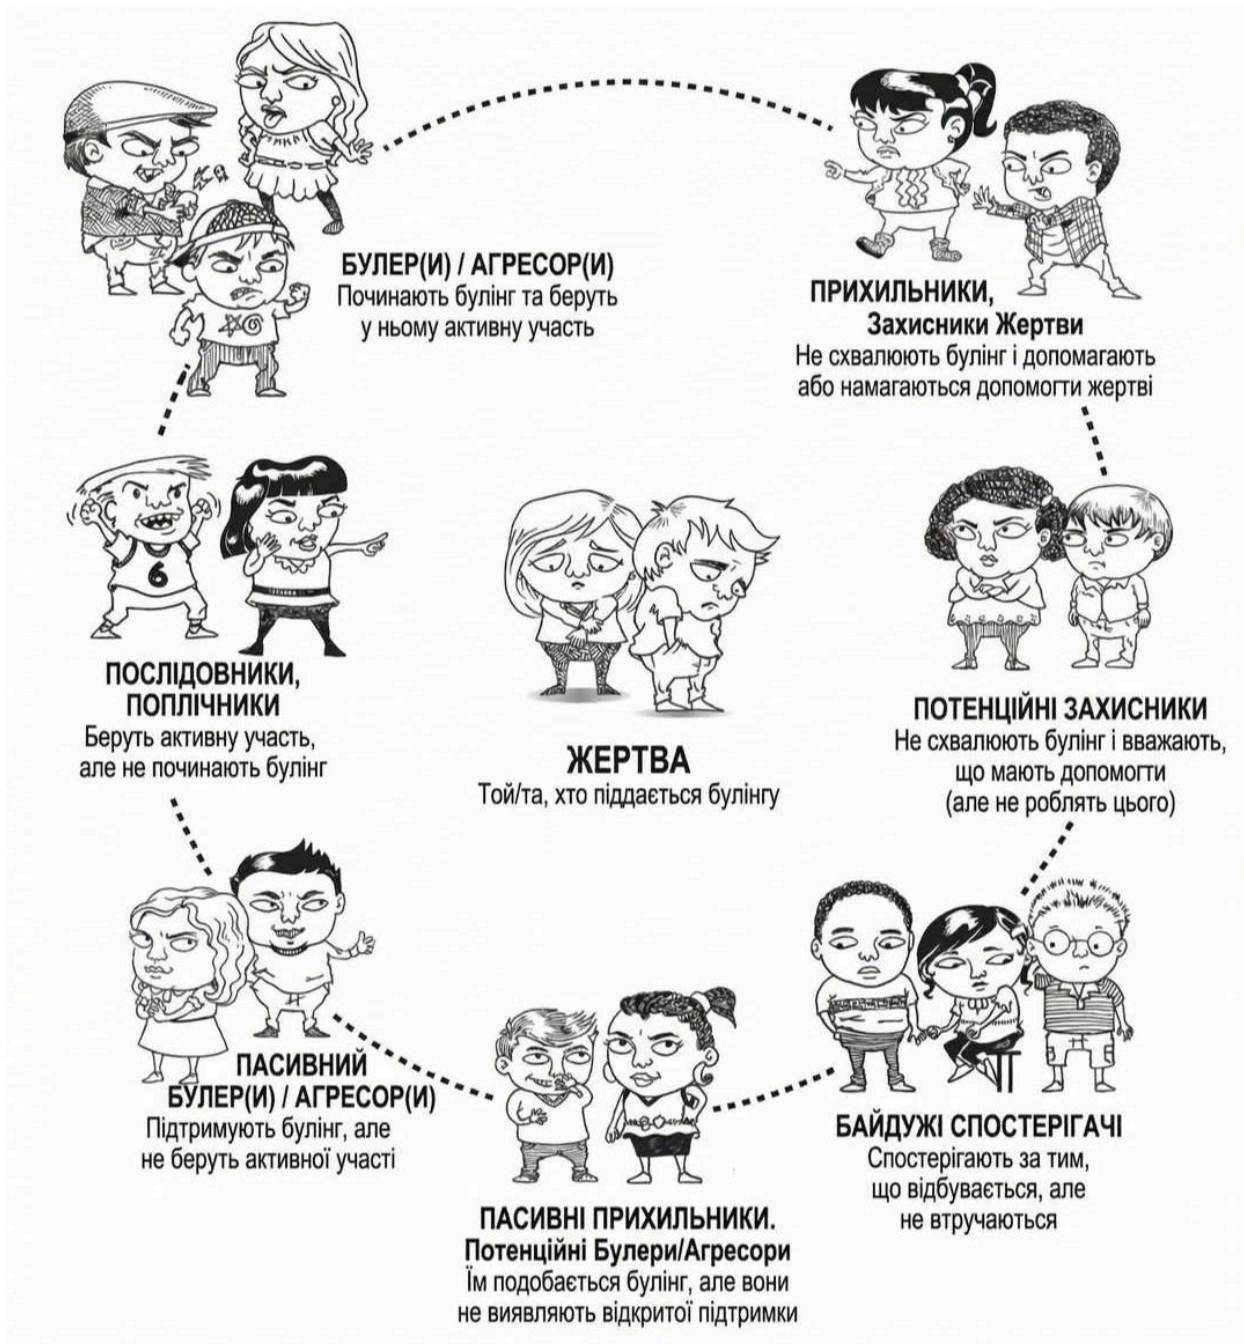 БУЛЕР(И) / АГРЕСОР(И)
Починають булінг та беруть
у ньому активну участь
ПРИХИЛЬНИКИ,
Захисники Жертви
Не схвалюють булінг і допомагають
або намагаються допомогти жертві
ПОСЛІДОВНИКИ,
ПОПЛІЧНИКИ
Беруть активну участь,
але не починають булінг
6
ЖЕРТВА
Той/та, хто піддається булінгу
ПОТЕНЦІЙНІ ЗАХИСНИКИ
Не схвалюють булінг і вважають,
що мають допомогти
(але не роблять цього)
ПАСИВНИЙ
БУЛЕР(И) / АГРЕСОР(И)
Підтримують булінг, але
не беруть активної участі
ПАСИВНІ ПРИХИЛЬНИКИ.
Потенційні Булери/Агресори
Їм подобається булінг, але вони
не виявляють відкритої підтримки
БАЙДУЖІ СПОСТЕРІГАЧІ
Спостерігають за тим,
що відбувається, але
не втручаються